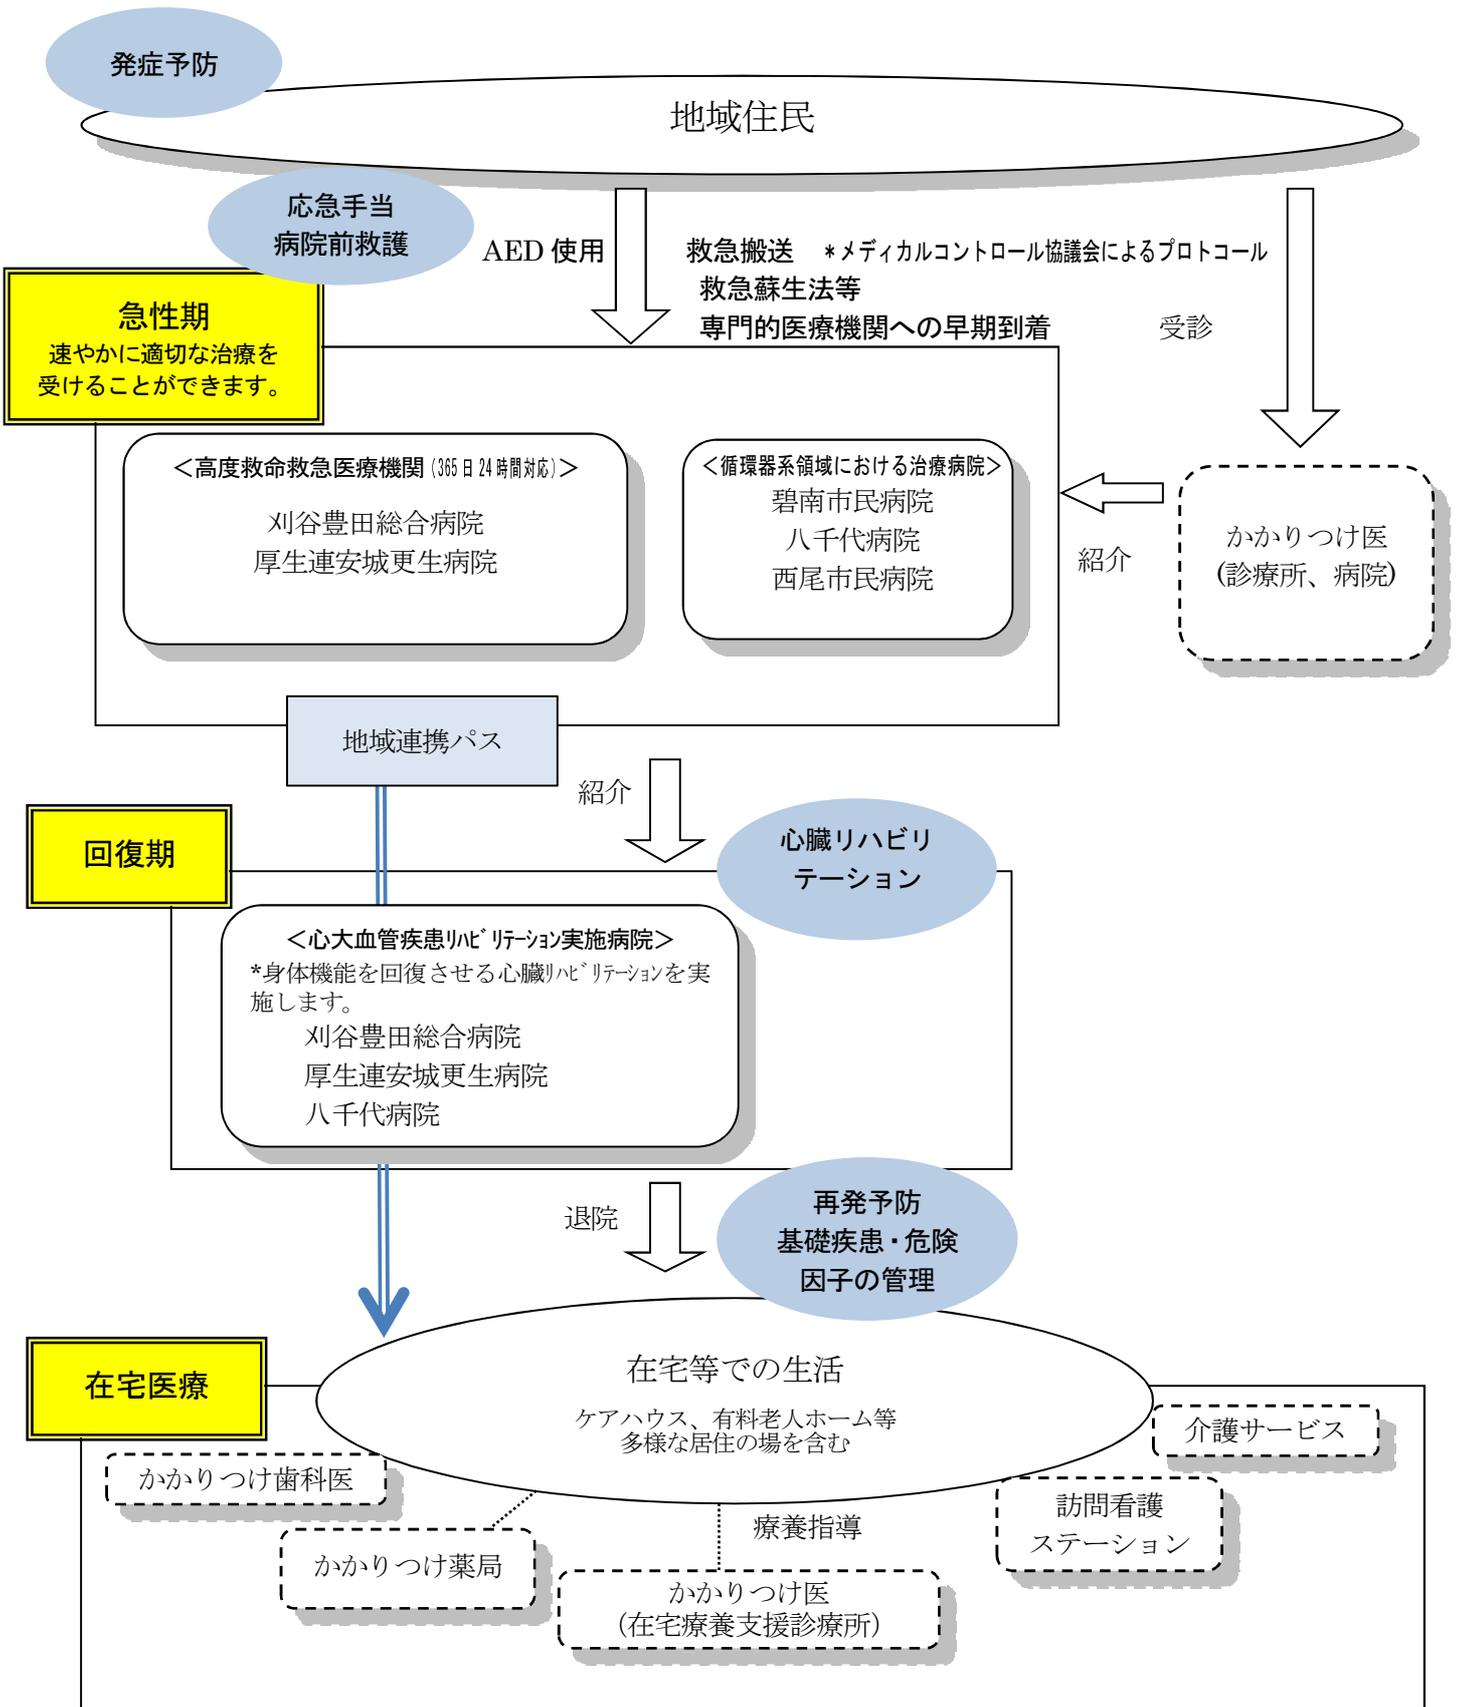 発症予防
地域住民
応急手当
病院前救護
AED 使用
救急搬送 *メディカルコントロール協議会によるプロトコール
救急蘇生法等
専門的医療機関への早期到着
受診
急性期
速やかに適切な治療を
受けることができます。
<高度救命救急医療機関(365日24時間対応)>
刈谷豊田総合病院
厚生連安城更生病院
<循環器系領域における治療病院>
碧南市民病院
八千代病院
西尾市民病院
紹介
かかりつけ医
(診療所、病院)
地域連携パス
紹介
回復期
心臓リハビリ
テーション
<心大血管疾患ﾘﾊﾋﾞﾘﾃｰｼｮﾝ実施病院>
*身体機能を回復させる心臓ﾘﾊﾋﾞﾘﾃｰｼｮﾝを実
施します。
刈谷豊田総合病院
厚生連安城更生病院
八千代病院
退院
再発予防
基礎疾患・危険
因子の管理
在宅医療
在宅等での生活
ケアハウス、有料老人ホーム等
多様な居住の場を含む
介護サービス
かかりつけ歯科医
訪問看護
ステーション
かかりつけ薬局
療養指導
かかりつけ医
(在宅療養支援診療所)